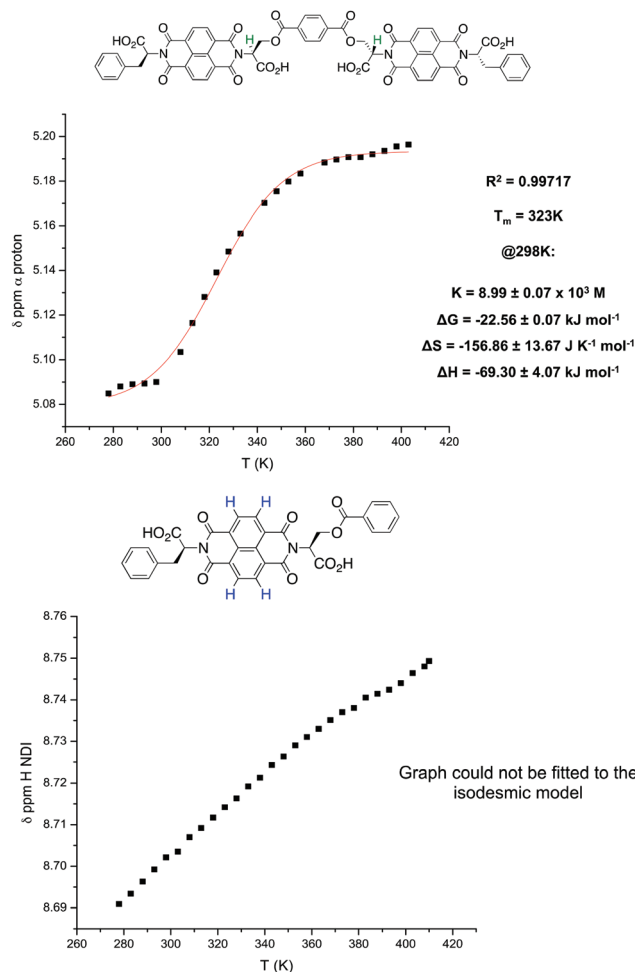 HO₂C O N O O N O H O O O O O H O N O O N O CO₂H
CO₂H HO₂C
5.20
5.18
5.16
5.14
5.12
5.10
5.08
δ ppm α proton
260 280 300 320 340 360 380 400 420
T (K)
R² = 0.99717
Tₘ = 323K
@298K:
K = 8.99 ± 0.07 x 10³ M
ΔG = -22.56 ± 0.07 kJ mol⁻¹
ΔS = -156.86 ± 13.67 J K⁻¹ mol⁻¹
ΔH = -69.30 ± 4.07 kJ mol⁻¹
H H
O O O
HO₂C N N O
O O CO₂H
H H
8.76
8.75
8.74
8.73
8.72
8.71
8.70
8.69
δ ppm H NDI
260 280 300 320 340 360 380 400 420
T (K)
Graph could not be fitted to the
isodesmic model